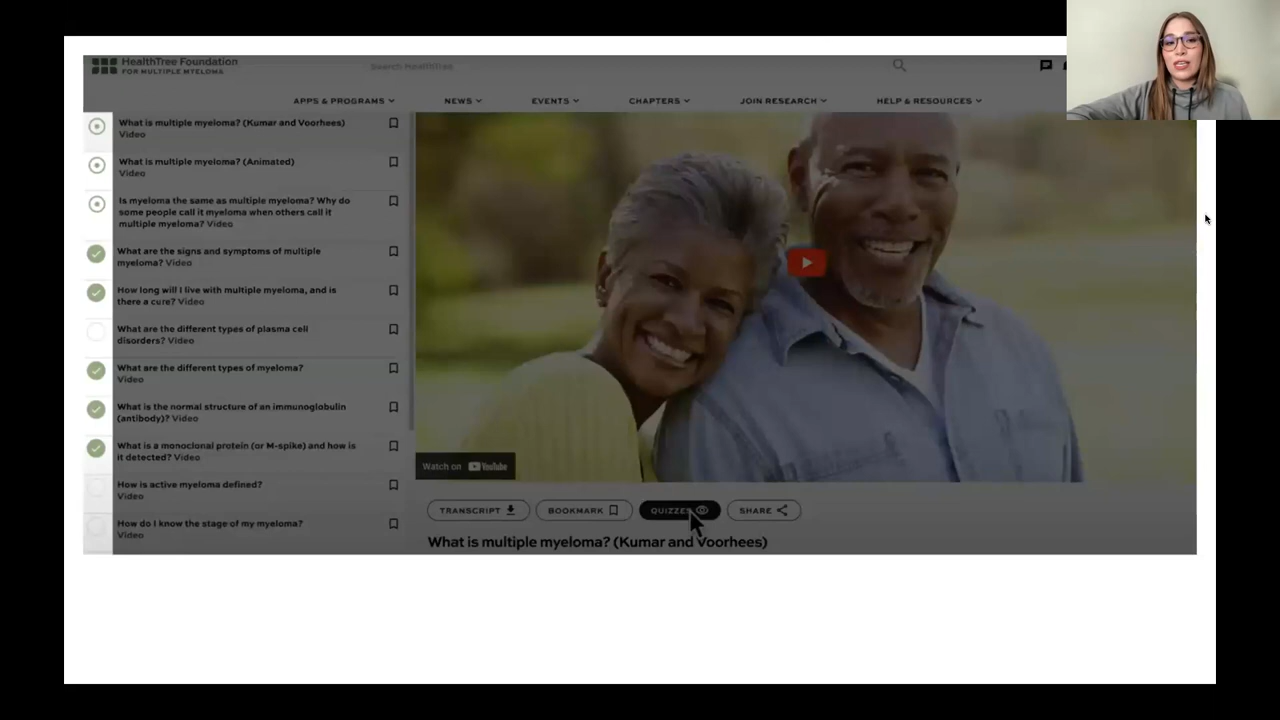 HealthTree Foundation
FOR MULTIPLE MYELOMA
Search HealthTree
APPS & PROGRAMS
NEWS
EVENTS
CHAPTERS
JOIN RESEARCH
HELP & RESOURCES
What is multiple myeloma? (Kumar and Voorhees)
Video
What is multiple myeloma? (Animated)
Video
Is myeloma the same as multiple myeloma? Why do
some people call it myeloma when others call it
multiple myeloma? Video
What are the signs and symptoms of multiple
myeloma? Video
How long will I live with multiple myeloma, and is
there a cure? Video
What are the different types of plasma cell
disorders? Video
What are the different types of myeloma?
Video
What is the normal structure of an immunoglobulin
(antibody)? Video
What is a monoclonal protein (or M-spike) and how is
it detected? Video
How is active myeloma defined?
Video
How do I know the stage of my myeloma?
Video
Watch on YouTube
TRANSCRIPT
BOOKMARK
QUIZZES
SHARE
What is multiple myeloma? (Kumar and Voorhees)